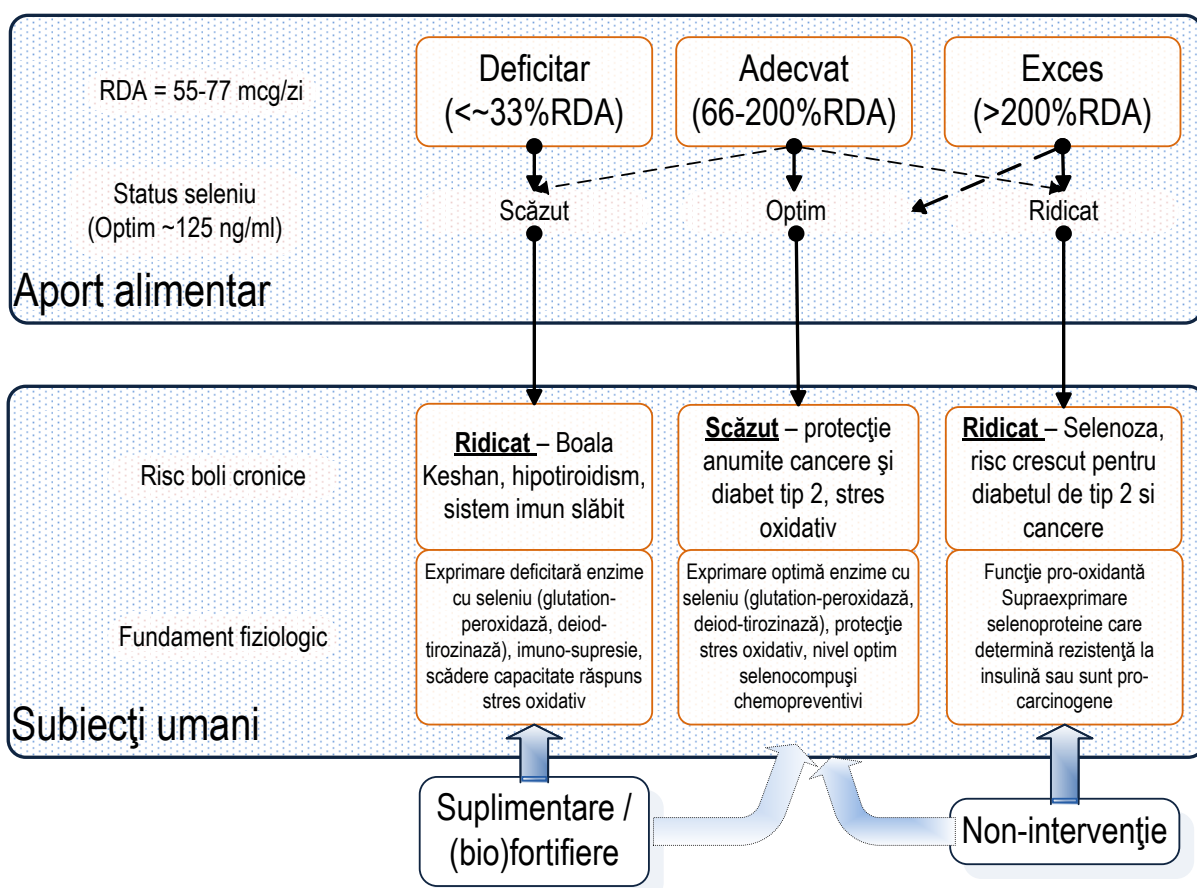 RDA = 55-77 mcg/zi
Deficitar
(<~33%RDA)
Adecvat
(66-200%RDA)
Exces
(>200%RDA)
Status seleniu
(Optim ~125 ng/ml)
Scăzut
Optim
Ridicat
Aport alimentar
Risc boli cronice
Ridicat – Boala
Keshan, hipotiroidism,
sistem imun slăbit
Scăzut – protecţie
anumite cancere şi
diabet tip 2, stres
oxidativ
Ridicat – Selenoza,
risc crescut pentru
diabetul de tip 2 si
cancere
Fundament fiziologic
Exprimare deficitară enzime
cu seleniu (glutation-
peroxidază, deiod-
tirozinază), imuno-supresie,
scădere capacitate răspuns
stres oxidativ
Exprimare optimă enzime cu
seleniu (glutation-peroxidază,
deiod-tirozinază), protecţie
stres oxidativ, nivel optim
selenocompuşi
chemopreventivi
Funcţie pro-oxidantă
Supraexprimare
selenoproteine care
determină rezistenţă la
insulină sau sunt pro-
carcinogene
Subiecţi umani
Suplimentare /
(bio)fortifiere
Non-intervenţie